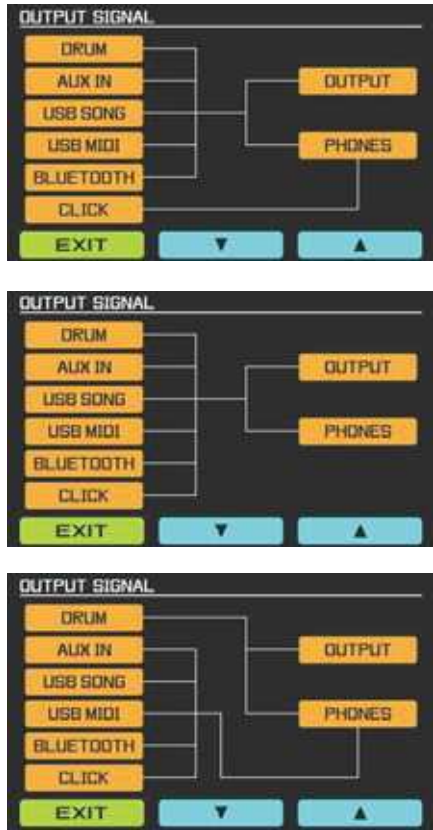 OUTPUT SIGNAL
DRUM
AUX IN
OUTPUT
USB SONG
USB MIDI
PHONES
BLUETOOTH
CLICK
EXIT ▼ ▲
OUTPUT SIGNAL
DRUM
AUX IN
OUTPUT
USB SONG
USB MIDI
PHONES
BLUETOOTH
CLICK
EXIT ▼ ▲
OUTPUT SIGNAL
DRUM
AUX IN
OUTPUT
USB SONG
USB MIDI
PHONES
BLUETOOTH
CLICK
EXIT ▼ ▲